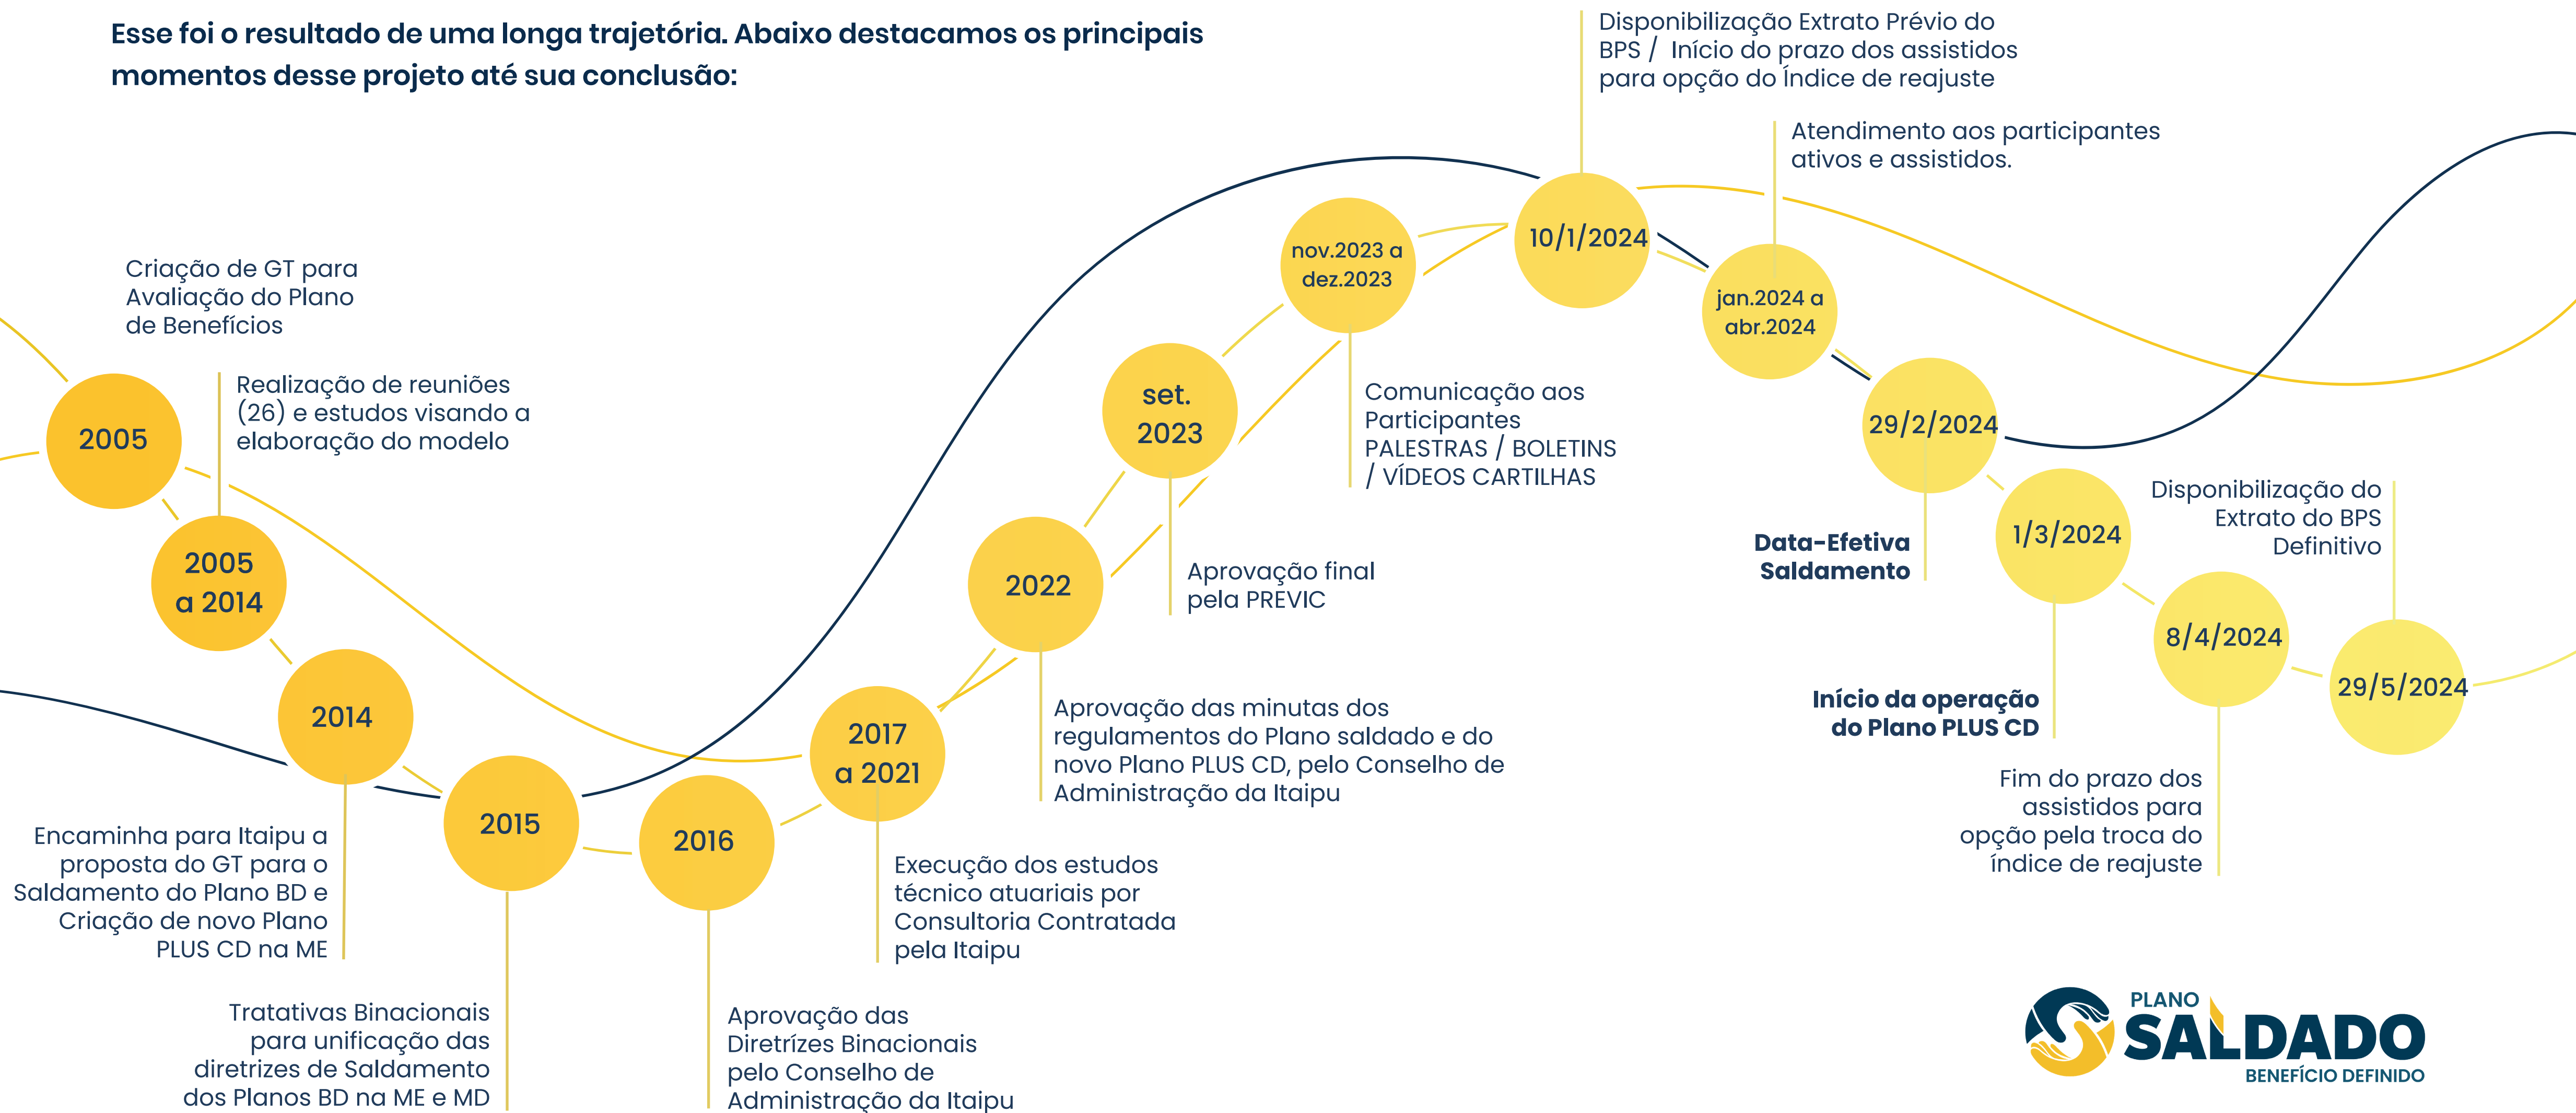 Esse foi o resultado de uma longa trajetória. Abaixo destacamos os principais
momentos desse projeto até sua conclusão:
2005
Criação de GT para
Avaliação do Plano
de Benefícios
2005
a 2014
Realização de reuniões
(26) e estudos visando a
elaboração do modelo
2014
Encaminha para Itaipu a
proposta do GT para o
Saldamento do Plano BD e
Criação de novo Plano
PLUS CD na ME
2015
Tratativas Binacionais
para unificação das
diretrizes de Saldamento
dos Planos BD na ME e MD
2016
Aprovação das
Diretrízes Binacionais
pelo Conselho de
Administração da Itaipu
2017
a 2021
Execução dos estudos
técnico atuariais por
Consultoria Contratada
pela Itaipu
2022
Aprovação das minutas dos
regulamentos do Plano saldado e do
novo Plano PLUS CD, pelo Conselho de
Administração da Itaipu
set.
2023
Aprovação final
pela PREVIC
nov.2023 a
dez.2023
Comunicação aos
Participantes
PALESTRAS / BOLETINS
/ VÍDEOS CARTILHAS
10/1/2024
Disponibilização Extrato Prévio do
BPS / Início do prazo dos assistidos
para opção do Índice de reajuste
jan.2024 a
abr.2024
Atendimento aos participantes
ativos e assistidos.
29/2/2024
Data-Efetiva
Saldamento
1/3/2024
Início da operação
do Plano PLUS CD
8/4/2024
Fim do prazo dos
assistidos para
opção pela troca do
índice de reajuste
29/5/2024
Disponibilização do
Extrato do BPS
Definitivo
PLANO
SALDADO
BENEFÍCIO DEFINIDO